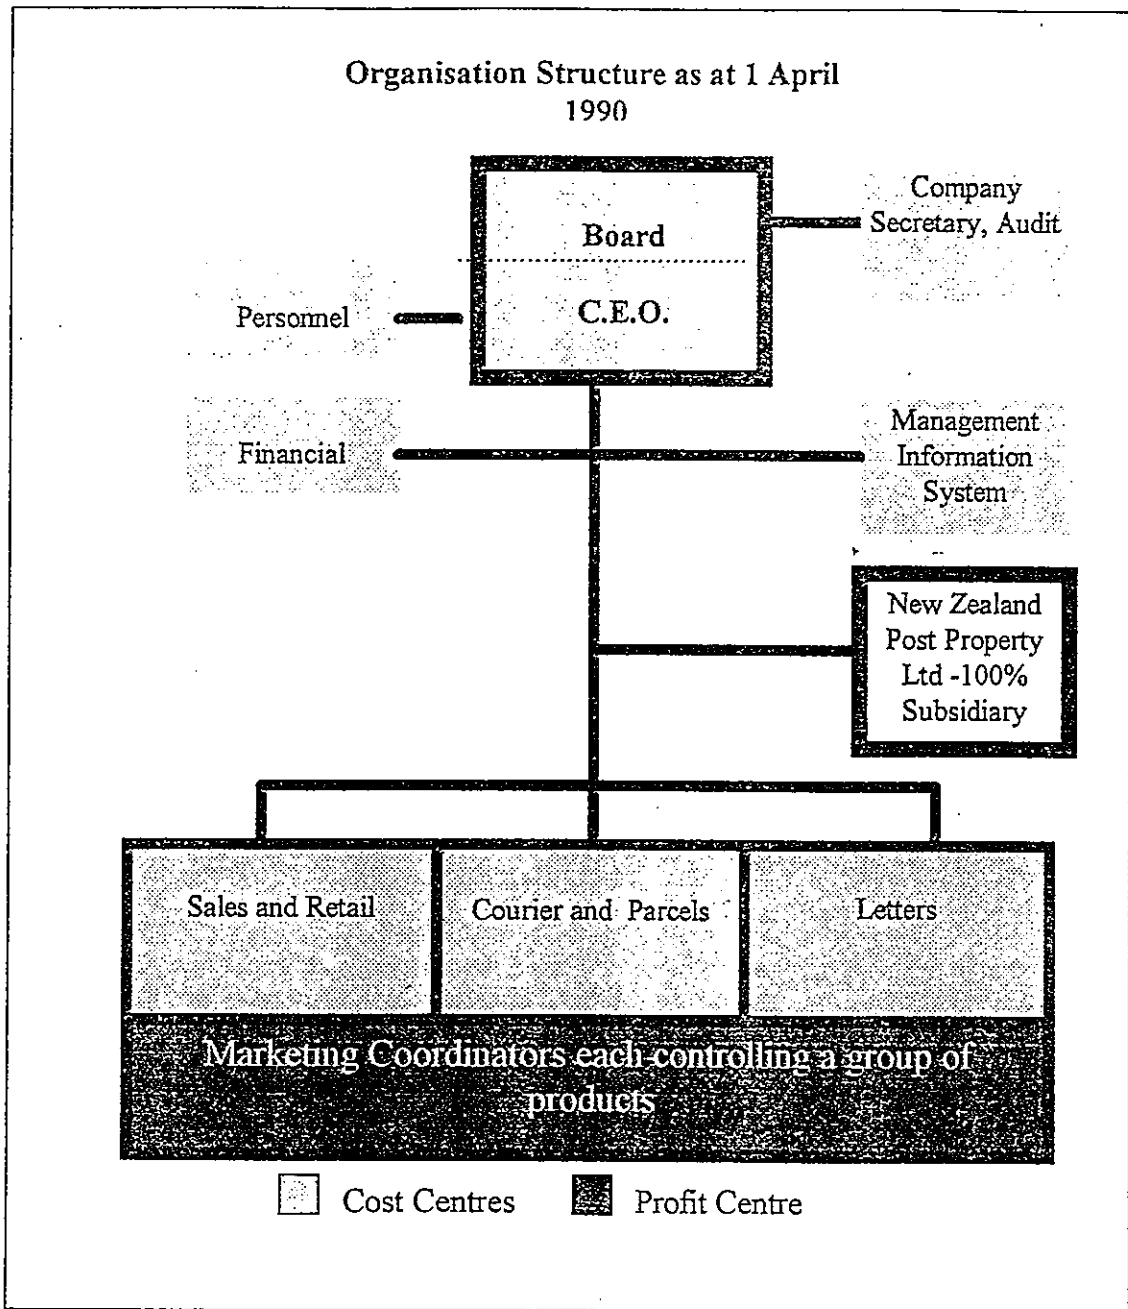 Organisation Structure as at 1 April
1990
Board
C.E.O.
Company
Secretary, Audit
Personnel
Financial
Management
Information
System
New Zealand
Post Property
Ltd -100%
Subsidiary
Sales and Retail
Courier and Parcels
Letters
Marketing Coordinators each controlling a group of
products
Cost Centres
Profit Centre